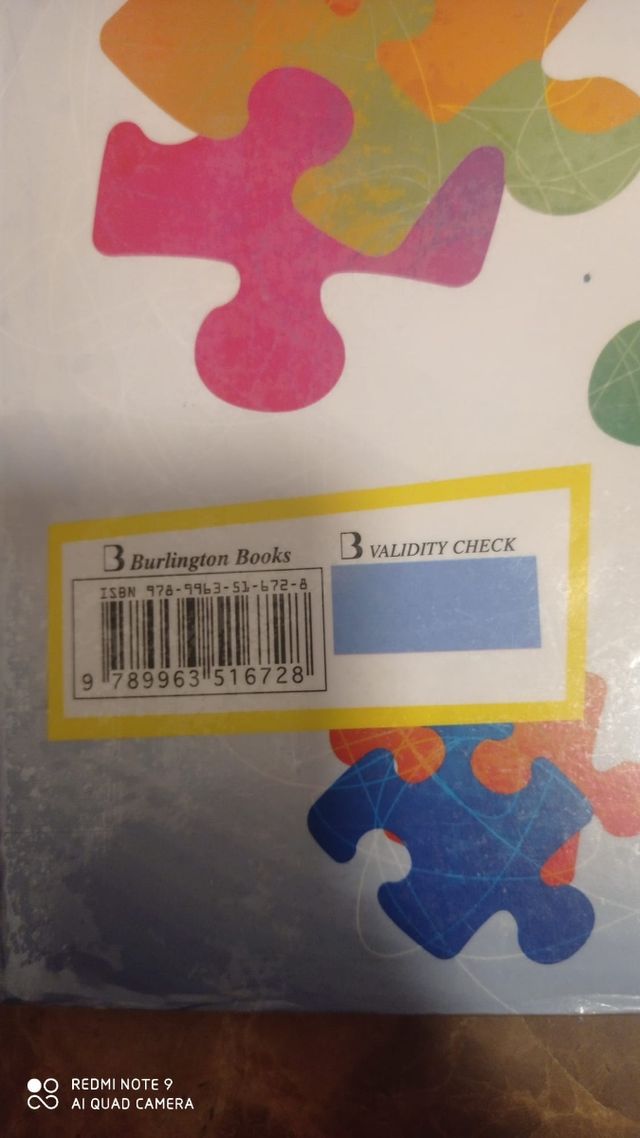 B Burlington Books
B VALIDITY CHECK
ISBN 978-9963-51-672-8
9 789963 516728
REDMI NOTE 9
AI QUAD CAMERA